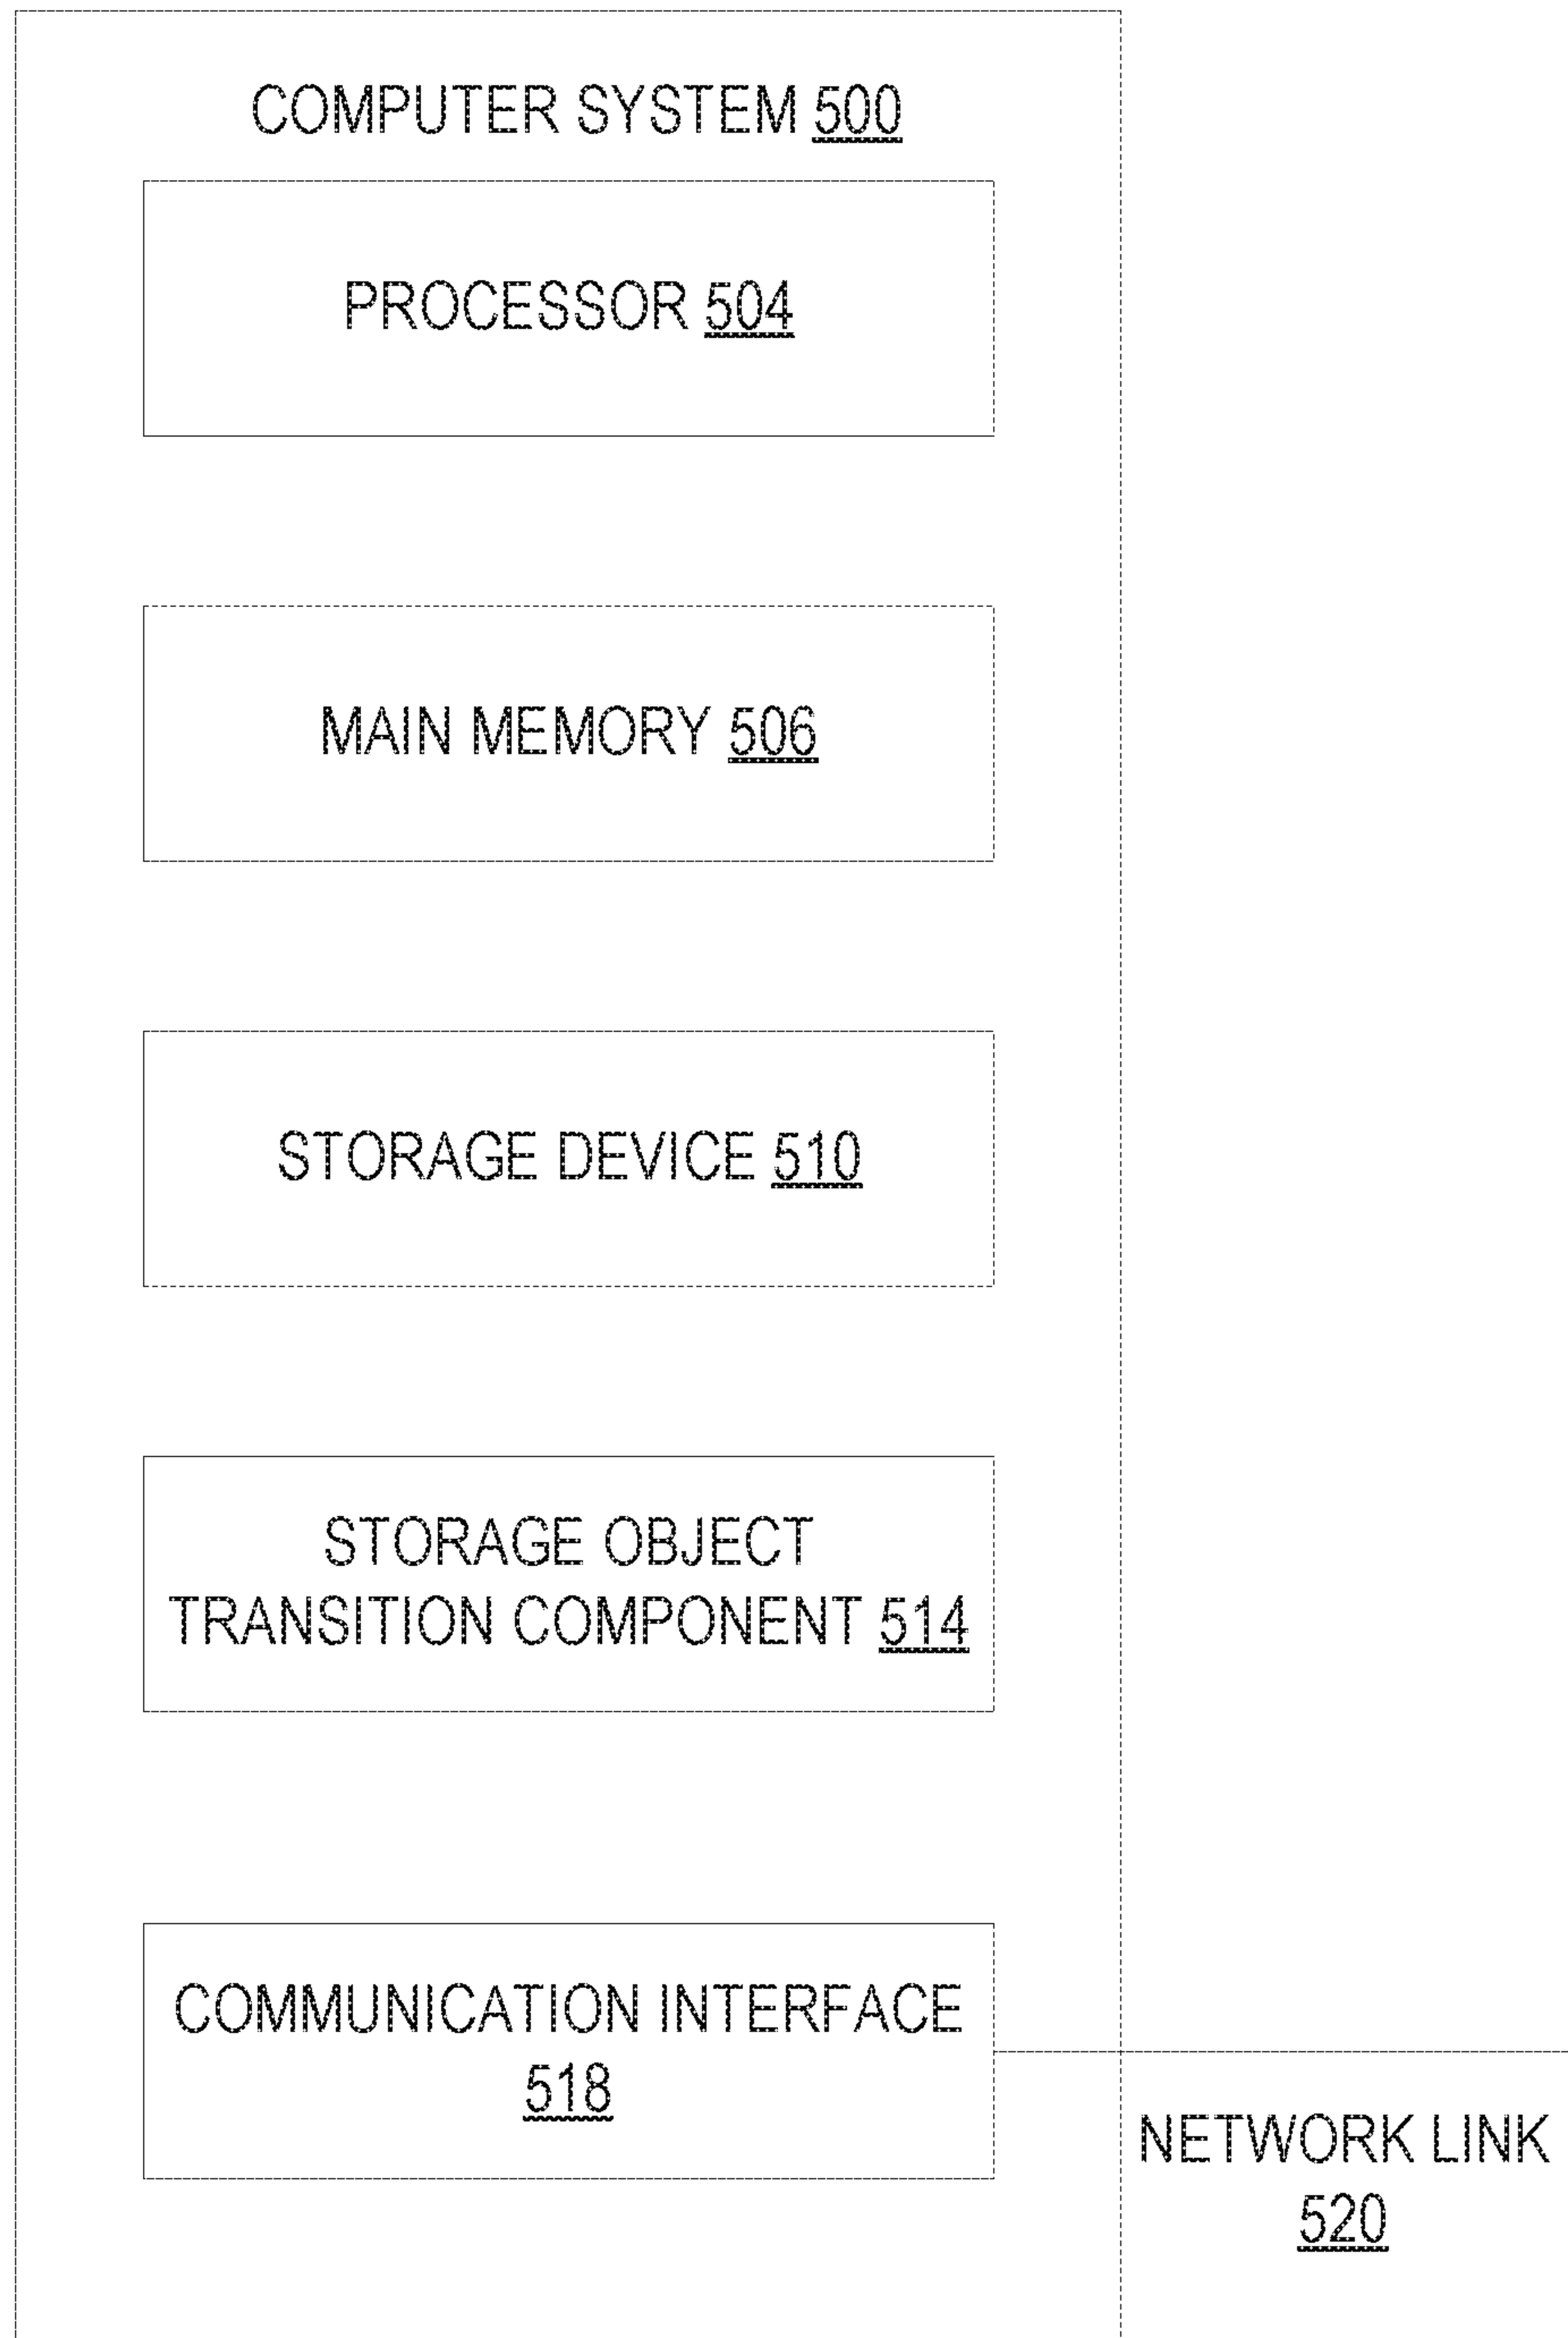 COMPUTER SYSTEM 500
PROCESSOR 504
MAIN MEMORY 506
STORAGE DEVICE 510
STORAGE OBJECT
TRANSITION COMPONENT 514
COMMUNICATION INTERFACE
518
NETWORK LINK
520